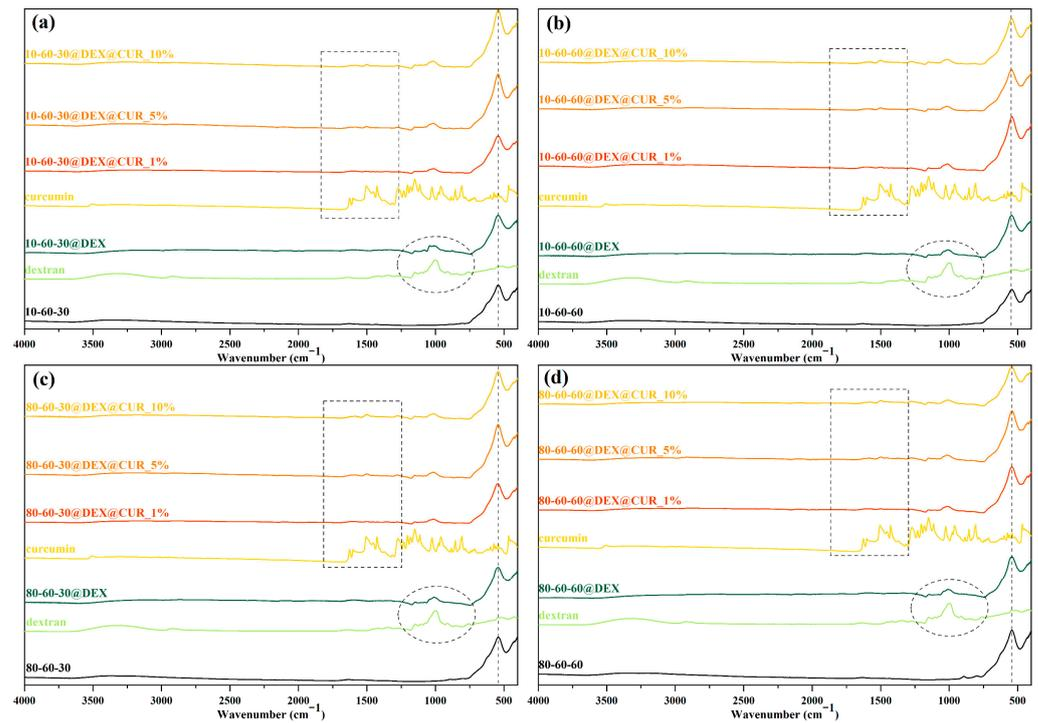 (a)
10-60-30@DEX@CUR_10%
10-60-30@DEX@CUR_5%
10-60-30@DEX@CUR_1%
curcumin
10-60-30@DEX
dextran
10-60-30
4000 3500 3000 2500 2000 1500 1000 500
Wavenumber (cm⁻¹)
(b)
10-60-60@DEX@CUR_10%
10-60-60@DEX@CUR_5%
10-60-60@DEX@CUR_1%
curcumin
10-60-60@DEX
dextran
10-60-60
4000 3500 3000 2500 2000 1500 1000 500
Wavenumber (cm⁻¹)
(c)
80-60-30@DEX@CUR_10%
80-60-30@DEX@CUR_5%
80-60-30@DEX@CUR_1%
curcumin
80-60-30@DEX
dextran
80-60-30
4000 3500 3000 2500 2000 1500 1000 500
Wavenumber (cm⁻¹)
(d)
80-60-60@DEX@CUR_10%
80-60-60@DEX@CUR_5%
80-60-60@DEX@CUR_1%
curcumin
80-60-60@DEX
dextran
80-60-60
4000 3500 3000 2500 2000 1500 1000 500
Wavenumber (cm⁻¹)